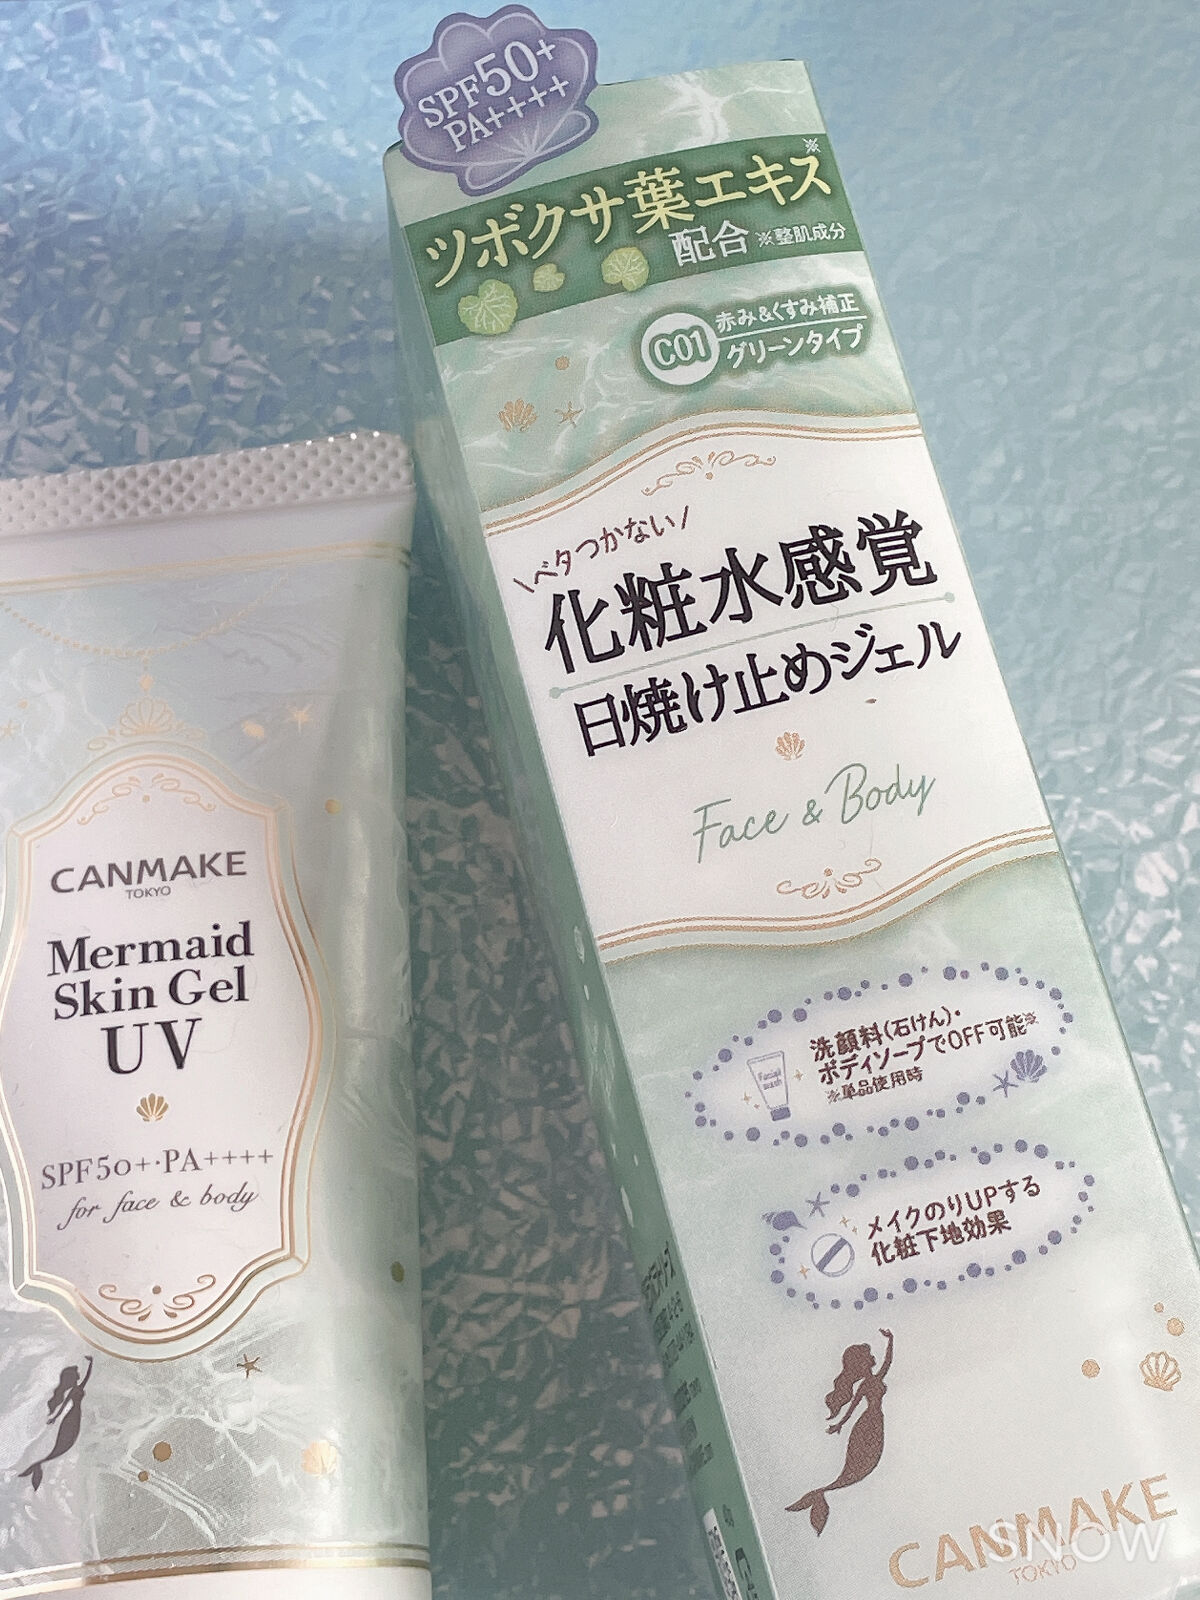 SPF50+
PA++++
ツボクサ葉エキス※
配合 ※整肌成分
C01
赤み&くすみ補正
グリーンタイプ
\ベタつかない/
化粧水感覚
日焼け止めジェル
Face & Body
Facial
wash
洗顔料(石けん)・
ボディソープでOFF可能※
※単品使用時
メイクのりUPする
化粧下地効果
CANMAKE
TOKYO
CANMAKE
TOKYO
Mermaid
Skin Gel
UV
SPF50+・PA++++
for face & body
SNOW